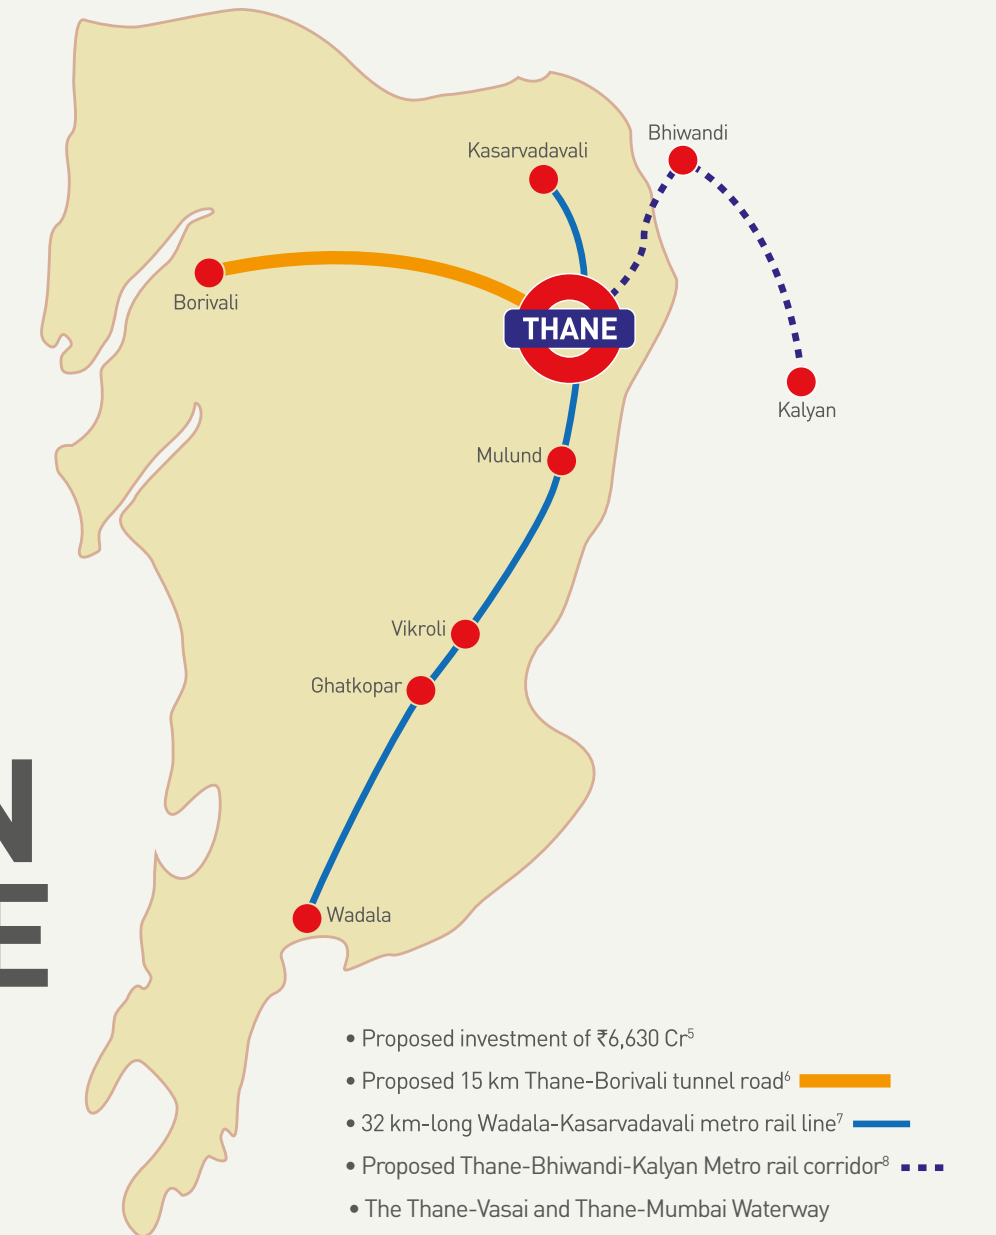 Bhiwandi
Kasarvadavali
Borivali
THANE
Kalyan
Mulund
Vikroli
Ghatkopar
N
E
Wadala
• Proposed investment of ₹6,630 Cr⁵
• Proposed 15 km Thane-Borivali tunnel road⁶
• 32 km-long Wadala-Kasarvadavali metro rail line⁷
• Proposed Thane-Bhiwandi-Kalyan Metro rail corridor⁸
• The Thane-Vasai and Thane-Mumbai Waterway